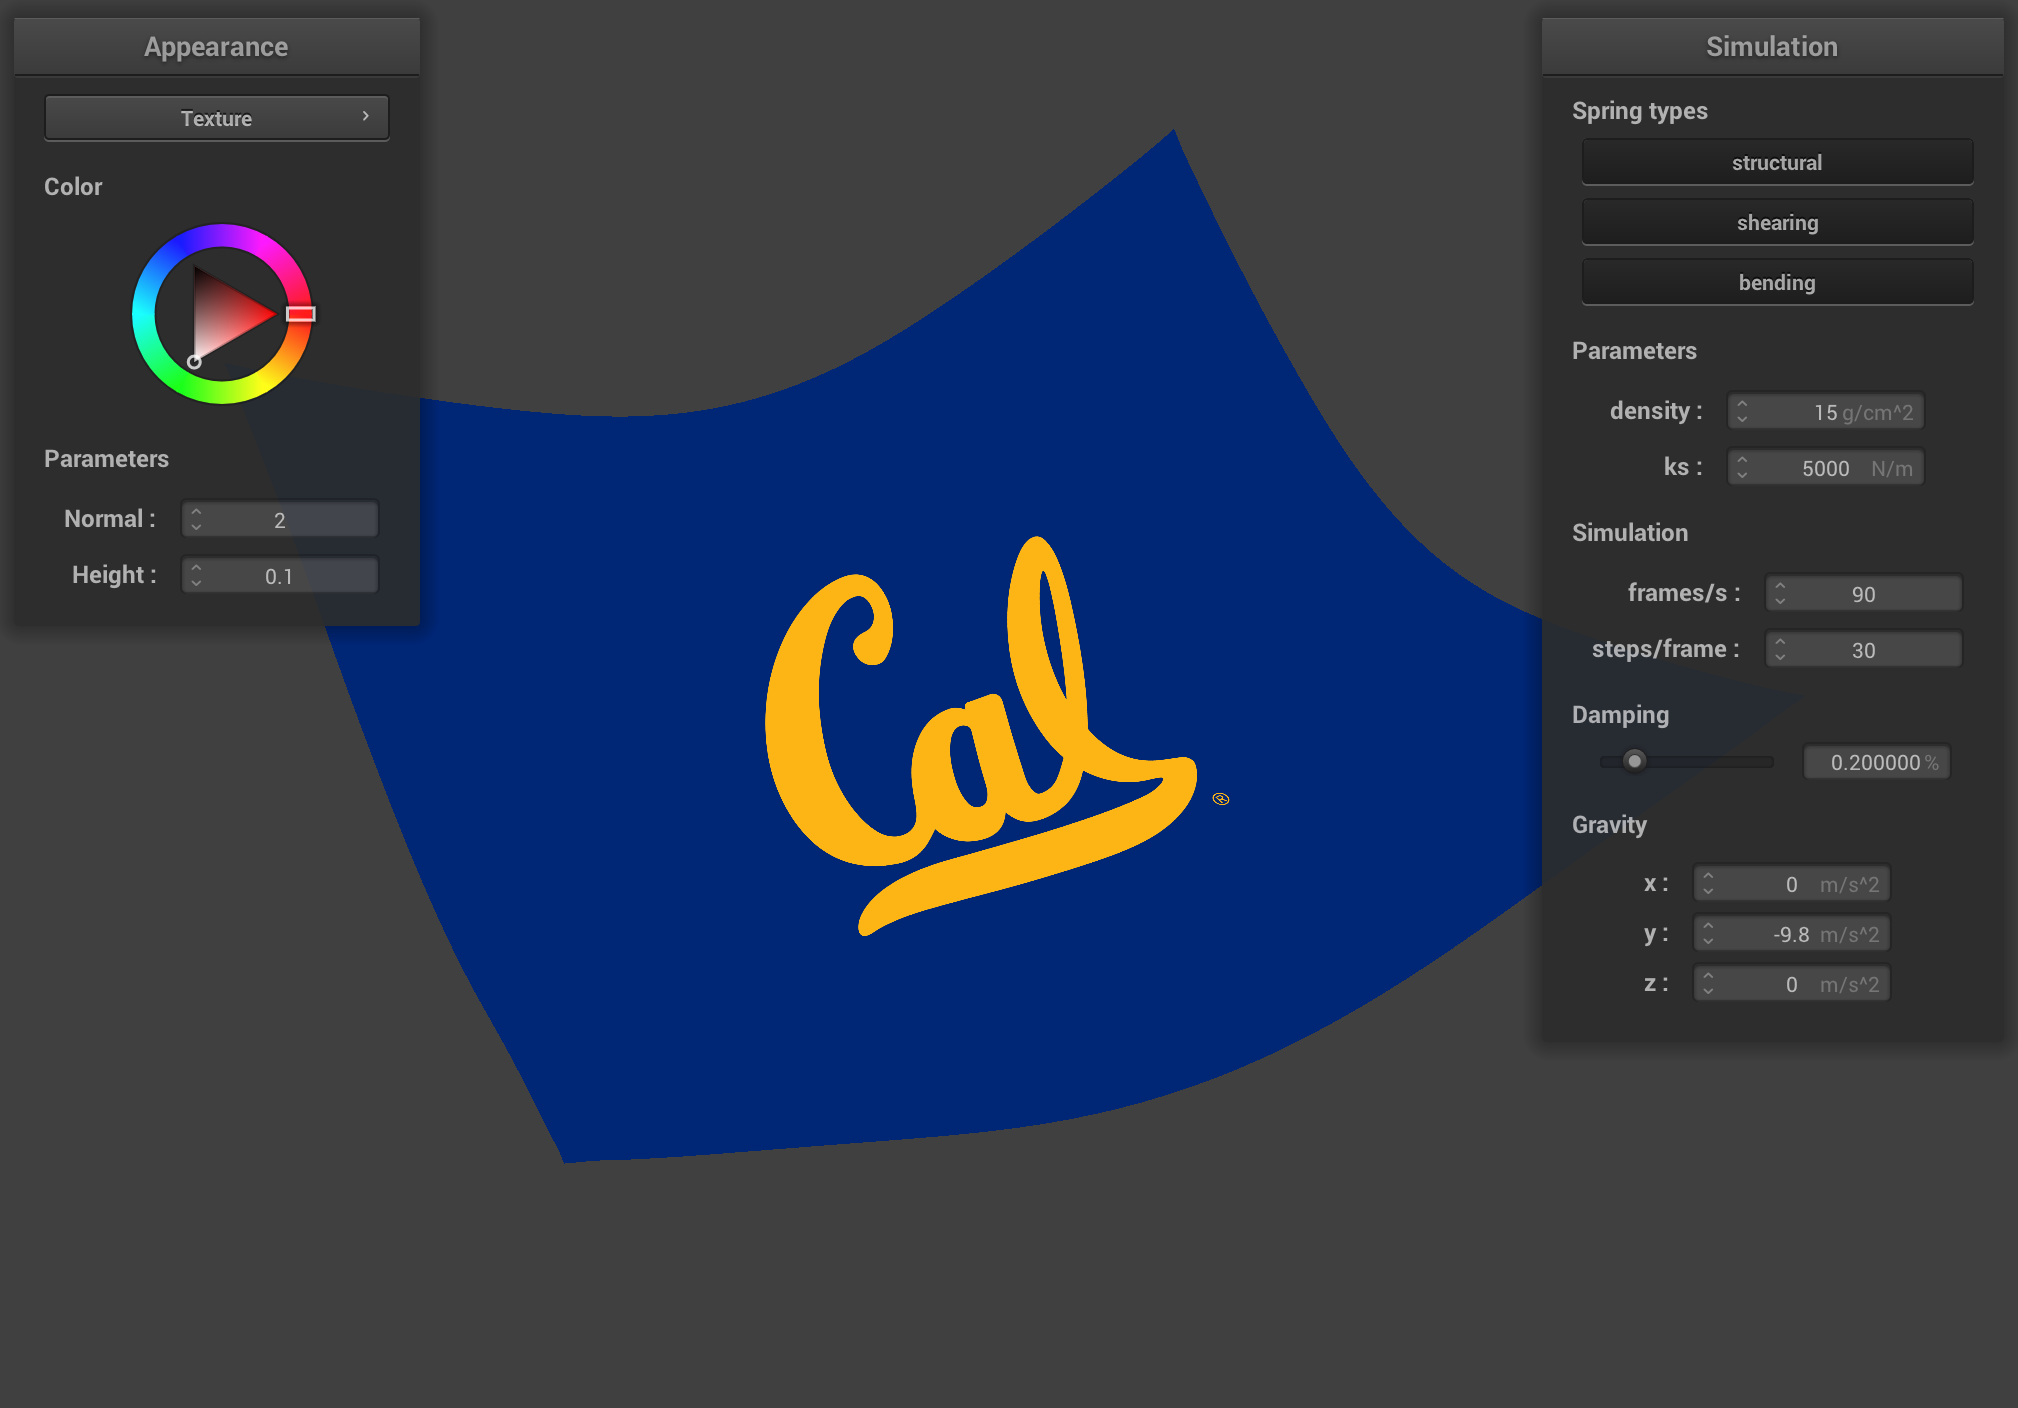 Appearance
Texture
Color
Parameters
Normal : 2
Height : 0.1
Cal
®
Simulation
Spring types
structural
shearing
bending
Parameters
density : 15 g/cm^2
ks : 5000 N/m
Simulation
frames/s : 90
steps/frame : 30
Damping
0.200000 %
Gravity
x : 0 m/s^2
y : -9.8 m/s^2
z : 0 m/s^2